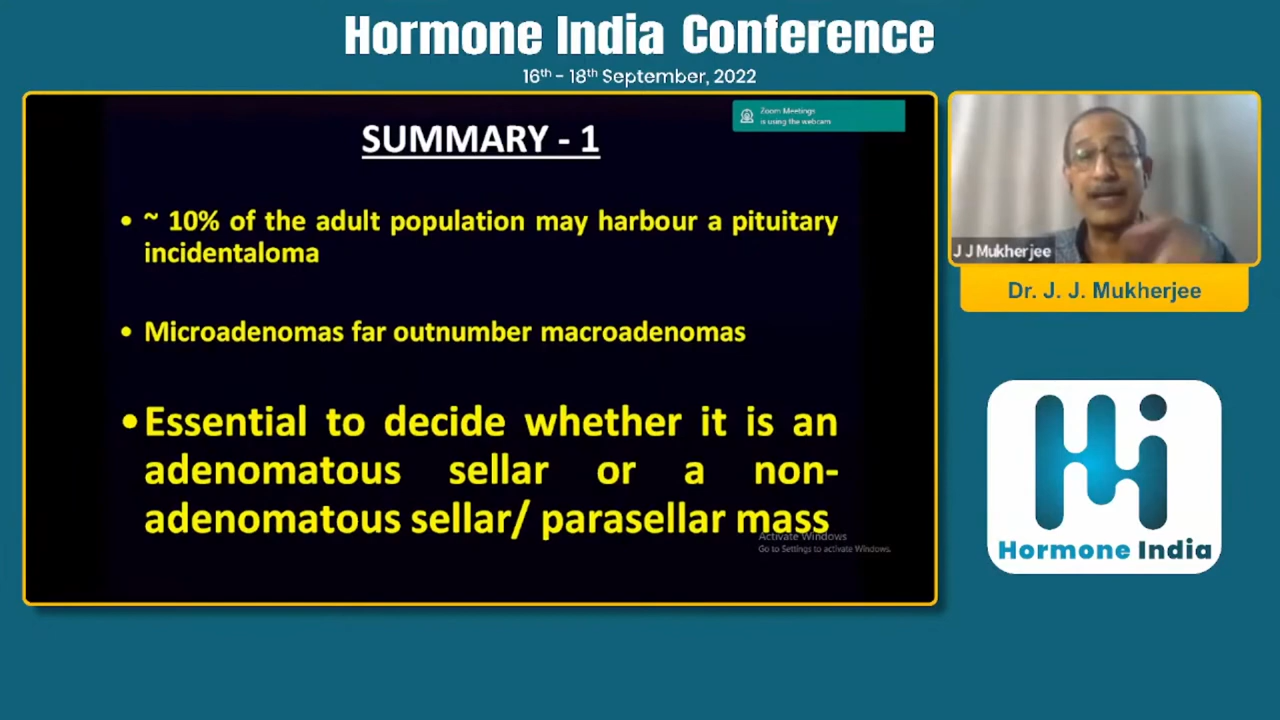 Hormone India Conference
16th - 18th September, 2022
Zoom Meetings
is using the webcam
SUMMARY - 1
• ~ 10% of the adult population may harbour a pituitary
incidentaloma
• Microadenomas far outnumber macroadenomas
• Essential to decide whether it is an
adenomatous sellar or a non-
adenomatous sellar/ parasellar mass
Activate Windows
Go to Settings to activate Windows.
J J Mukherjee
Dr. J. J. Mukherjee
Hi
Hormone India